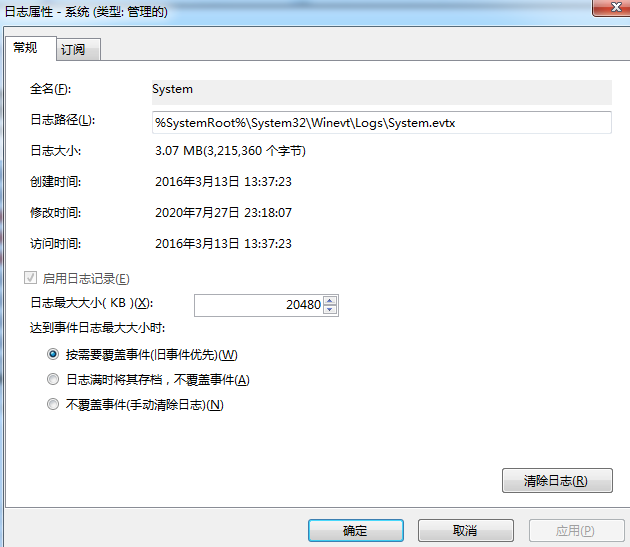 日志属性 - 系统 (类型: 管理的)
常规 订阅
全名(F): System
日志路径(L): %SystemRoot%\System32\Winevt\Logs\System.evtx
日志大小: 3.07 MB(3,215,360 个字节)
创建时间: 2016年3月13日 13:37:23
修改时间: 2020年7月27日 23:18:07
访问时间: 2016年3月13日 13:37:23
启用日志记录(E)
日志最大大小( KB )(X): 20480
达到事件日志最大大小时:
按需要覆盖事件(旧事件优先)(W)
日志满时将其存档，不覆盖事件(A)
不覆盖事件(手动清除日志)(N)
清除日志(R)
确定 取消 应用(P)